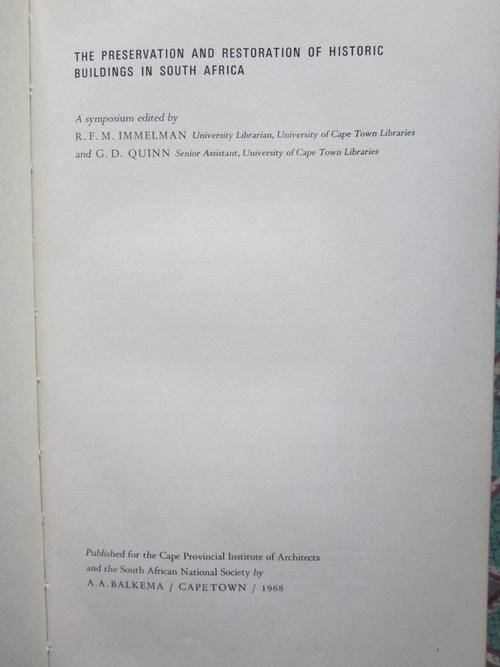 THE PRESERVATION AND RESTORATION OF HISTORIC
BUILDINGS IN SOUTH AFRICA
A symposium edited by
R. F. M. IMMELMAN University Librarian, University of Cape Town Libraries
and G. D. QUINN Senior Assistant, University of Cape Town Libraries
Published for the Cape Provincial Institute of Architects
and the South African National Society by
A. A. BALKEMA / CAPE TOWN / 1968